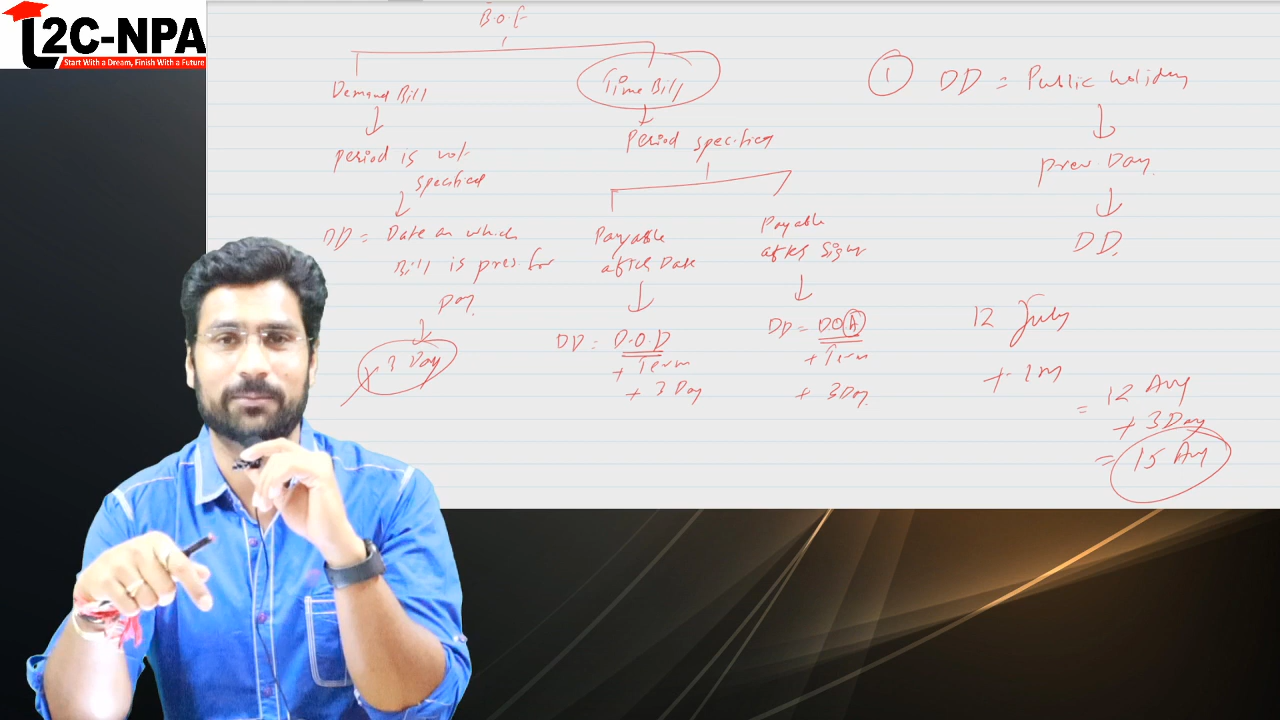 L2C-NPA
Start With a Dream, Finish With a Future
B.O.E
Demand Bill
Period is not
specified
DD = Date on which
Bill is pres. for
Pay.
3 Day
Time Bill
Period specified
Payable
after Date
DD = D.O.D
+ Term
+ 3 Day
Payable
after Sight
DD = DOA
+ Term
+ 3 Day.
1 DD = Public holiday
prev. Day.
DD.
12 July
+ 1m
= 12 Aug
+ 3 Day
= 15 Aug